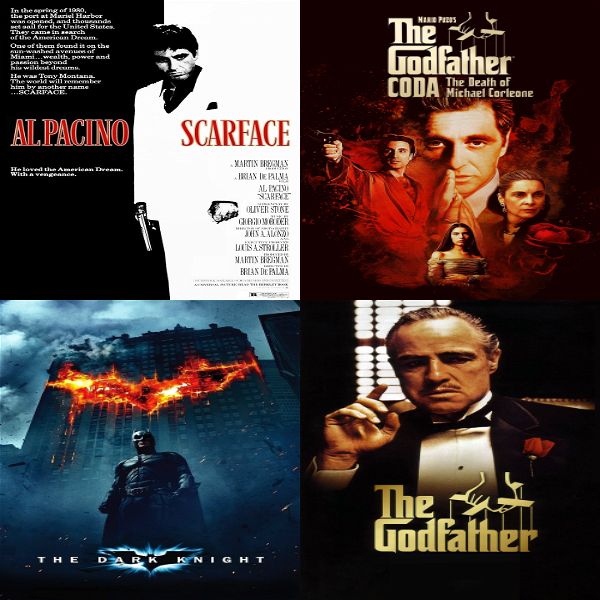 In the spring of 1980,
the port at Mariel Harbor
was opened, and thousands
set sail for the United States.
They came in search
of the American Dream.
One of them found it on the
sun-washed avenues of
Miami...wealth, power and
passion beyond
his wildest dreams.
He was Tony Montana.
The world will remember
him by another name
...SCARFACE.
AL PACINO SCARFACE
He loved the American Dream.
With a vengeance.
MARTIN BREGMAN
BRIAN DE PALMA
AL PACINO
"SCARFACE"
OLIVER STONE
GIORGIO MORODER
JOHN A. ALONZO
LOUIS A. STROLLER
MARTIN BREGMAN
BRIAN DE PALMA
R
MARIO PUZO'S
The
Godfather
CODA The Death of
Michael Corleone
THE DARK KNIGHT
The
Godfather